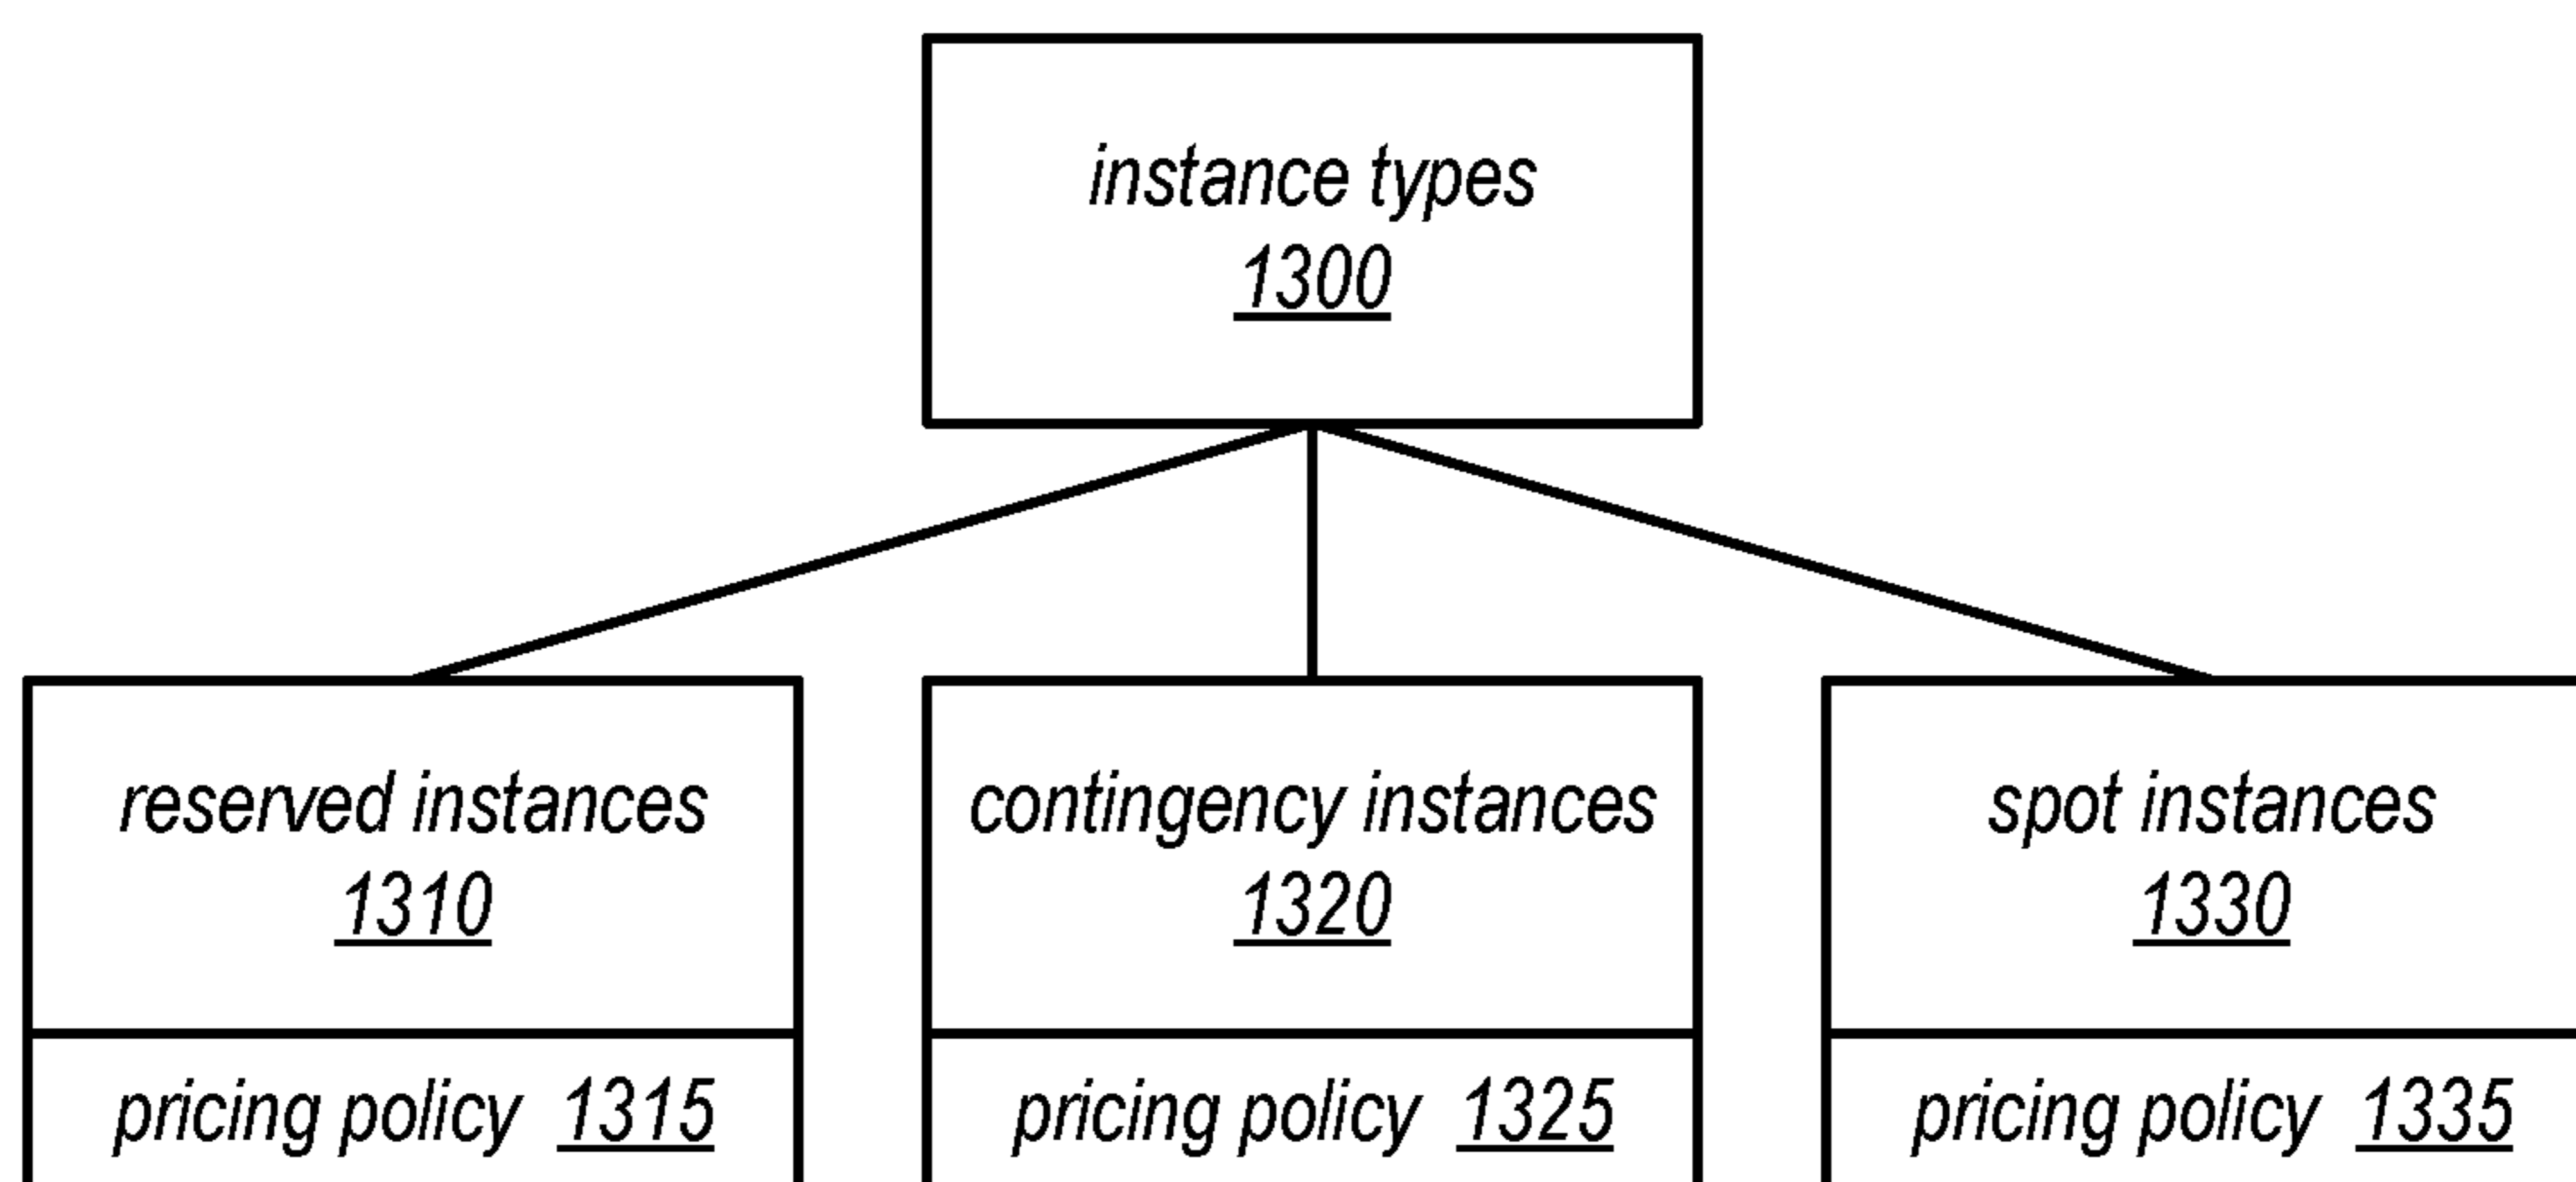 instance types
1300
reserved instances
1310
pricing policy 1315
contingency instances
1320
pricing policy 1325
spot instances
1330
pricing policy 1335